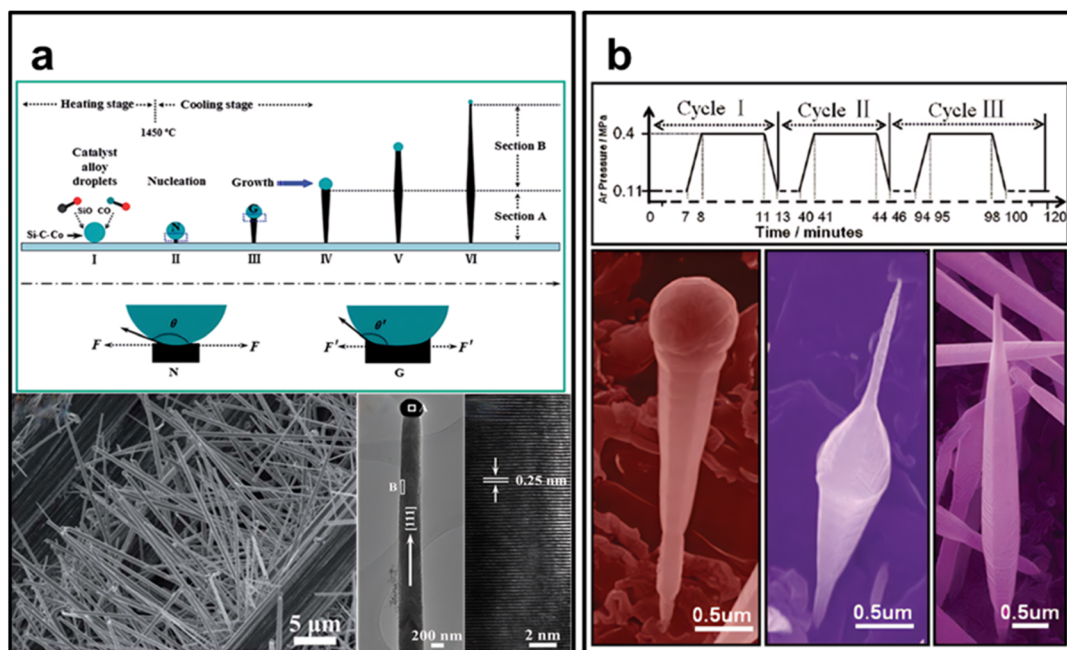 a
Heating stage
Cooling stage
1450 °C
Catalyst
alloy
droplets
SiO CO
Si-C-Co
Nucleation
Growth
N
G
Section B
Section A
I II III IV V VI
θ
F F
N
θ'
F' F'
G
5 μm
A
B
[111]
200 nm
0.25 nm
2 nm
b
Cycle I
Cycle II
Cycle III
Ar Pressure / MPa
0.4
0.11
0 7 8 11 13 40 41 44 46 94 95 98 100 120
Time / minutes
0.5um
0.5um
0.5um